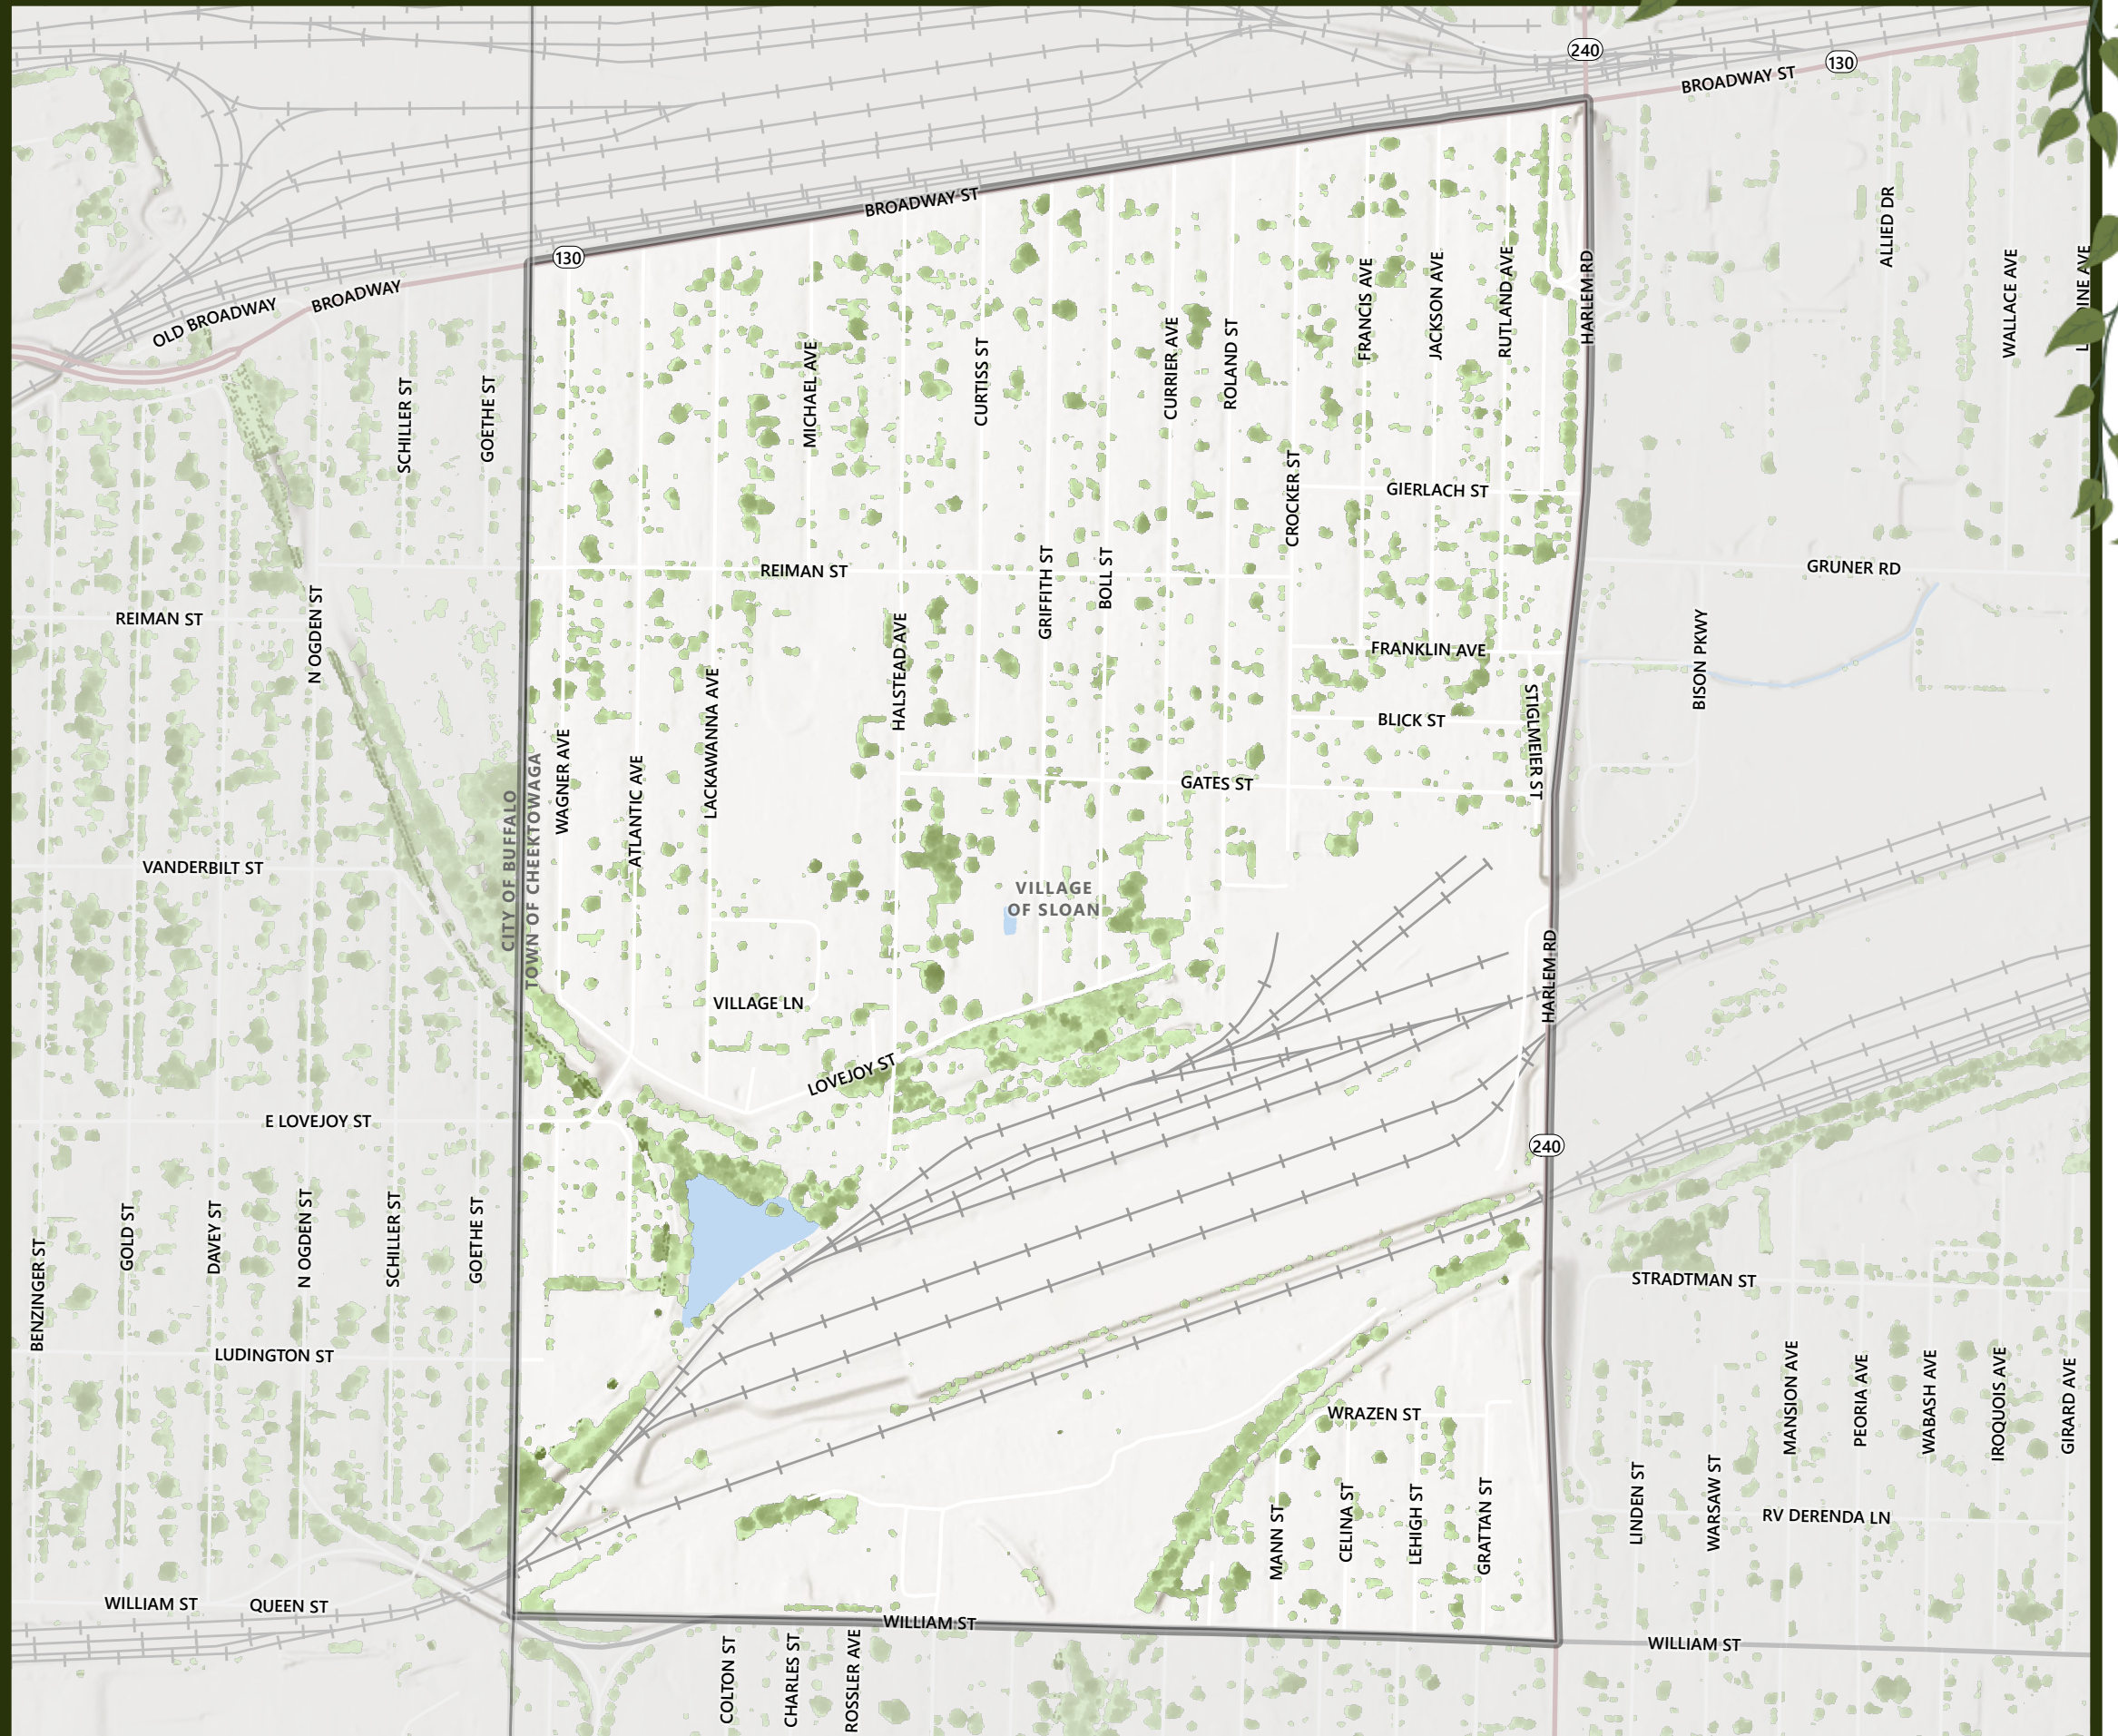 240
130
BROADWAY ST
BROADWAY ST
130
OLD BROADWAY
BROADWAY
ALLIED DR
WALLACE AVE
HARLEM RD
FRANCIS AVE
JACKSON AVE
RUTLAND AVE
SCHILLER ST
GOETHE ST
MICHAEL AVE
CURTISS ST
CURRIER AVE
ROLAND ST
CROCKER ST
GIERLACH ST
REIMAN ST
GRUNER RD
REIMAN ST
N OGDEN ST
HALSTEAD AVE
GRIFFITH ST
BOLL ST
FRANKLIN AVE
BISON PKWY
BLICK ST
STIGLMEIER ST
WAGNER AVE
ATLANTIC AVE
LACKAWANNA AVE
GATES ST
CITY OF BUFFALO
TOWN OF CHEEKTOWAGA
VANDERBILT ST
VILLAGE
OF SLOAN
VILLAGE LN
HARLEM RD
LOVEJOY ST
E LOVEJOY ST
240
BENZINGER ST
GOLD ST
DAVEY ST
N OGDEN ST
SCHILLER ST
GOETHE ST
STRADTMAN ST
LUDINGTON ST
MANSION AVE
PEORIA AVE
WABASH AVE
IROQUOIS AVE
GIRARD AVE
WRAZEN ST
MANN ST
CELINA ST
LEHIGH ST
GRATTAN ST
LINDEN ST
WARSAW ST
RV DERENDA LN
WILLIAM ST
QUEEN ST
WILLIAM ST
WILLIAM ST
COLTON ST
CHARLES ST
ROSSLER AVE